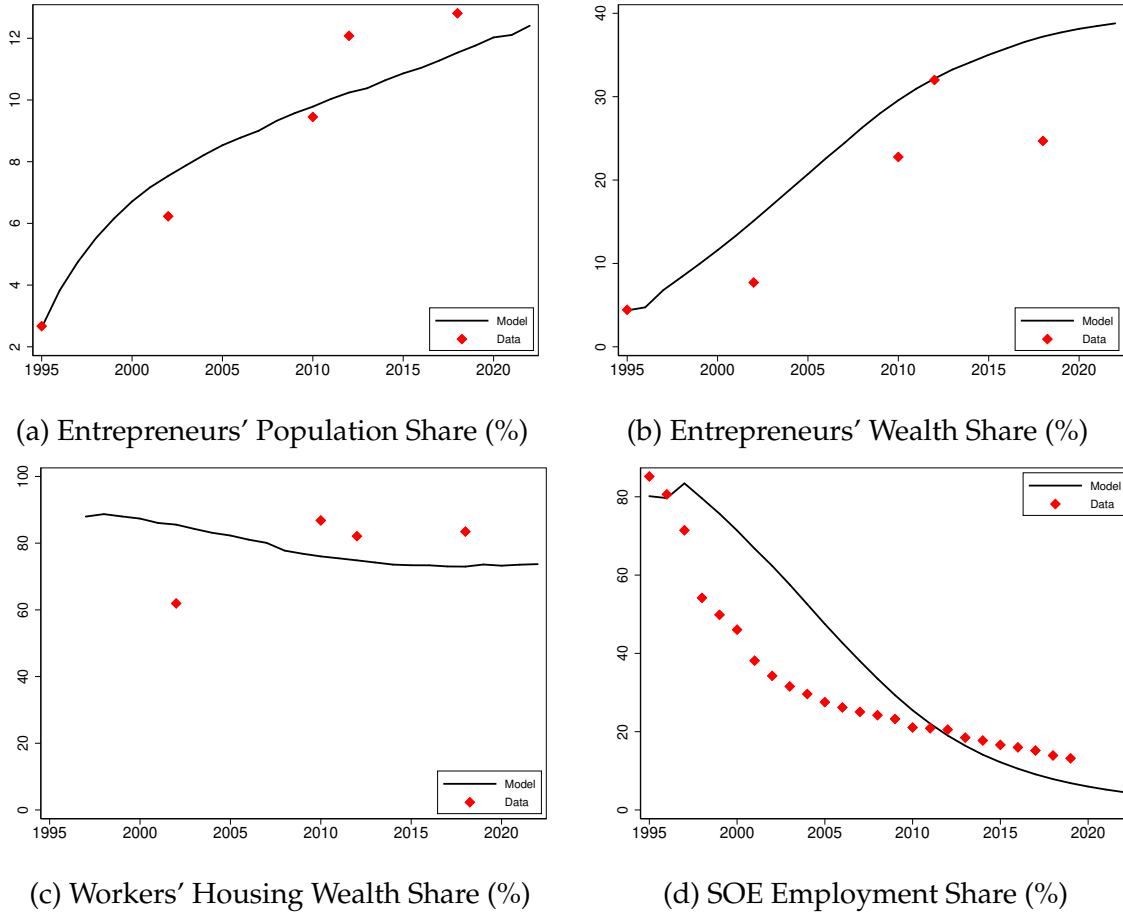 12
10
8
6
4
2
1995 2000 2005 2010 2015 2020
Model
Data
(a) Entrepreneurs’ Population Share (%)
40
30
20
10
0
1995 2000 2005 2010 2015 2020
Model
Data
(b) Entrepreneurs’ Wealth Share (%)
100
80
60
40
20
0
1995 2000 2005 2010 2015 2020
Model
Data
(c) Workers’ Housing Wealth Share (%)
80
60
40
20
0
1995 2000 2005 2010 2015 2020
Model
Data
(d) SOE Employment Share (%)